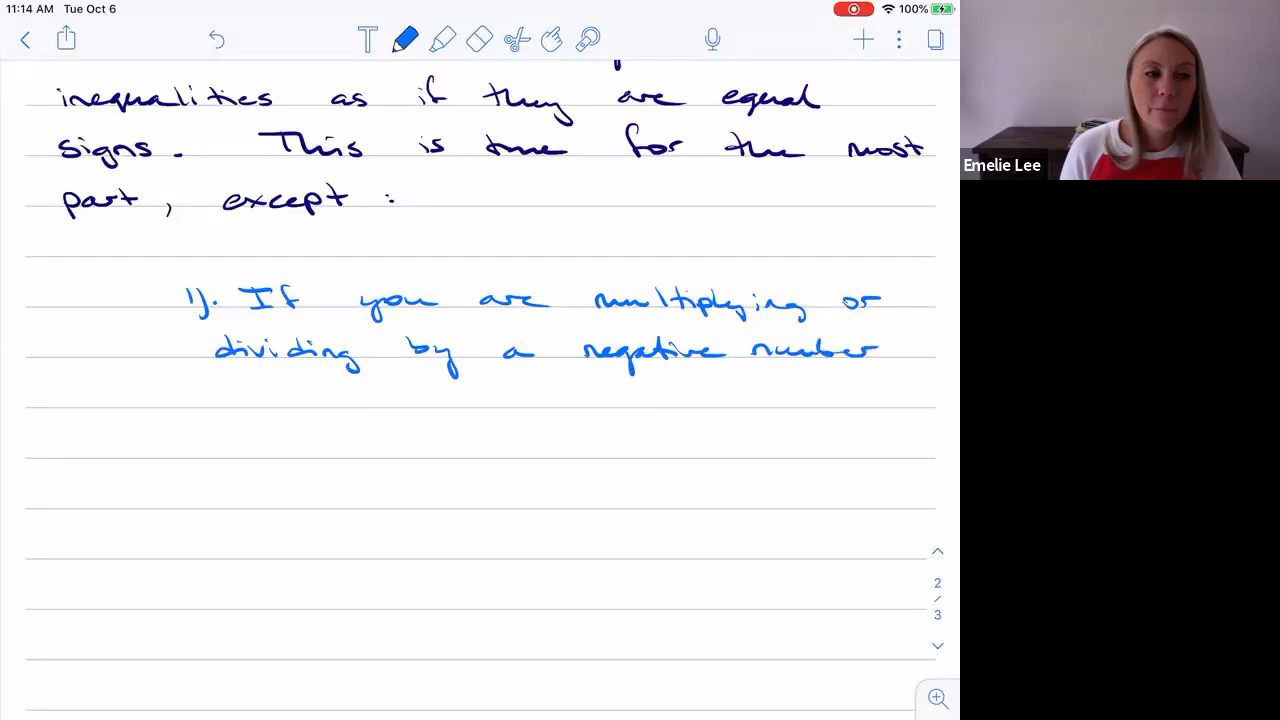 11:14 AM Tue Oct 6
100%
inequalities as if they are equal
signs. This is true for the most
part, except :
1). If you are multiplying or
dividing by a negative number
2
3
Emelie Lee